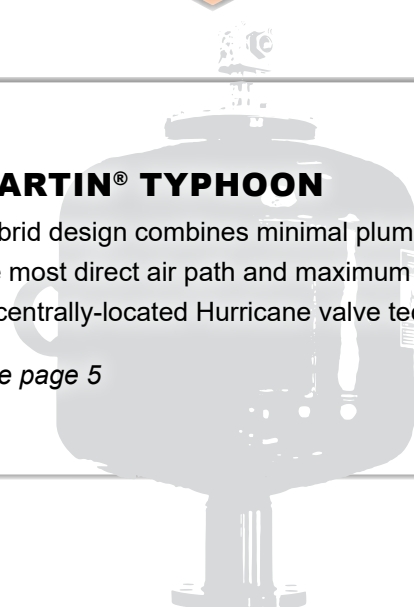 ARTIN® TYPHOON
brid design combines minimal plum
e most direct air path and maximum
centrally-located Hurricane valve tec
e page 5